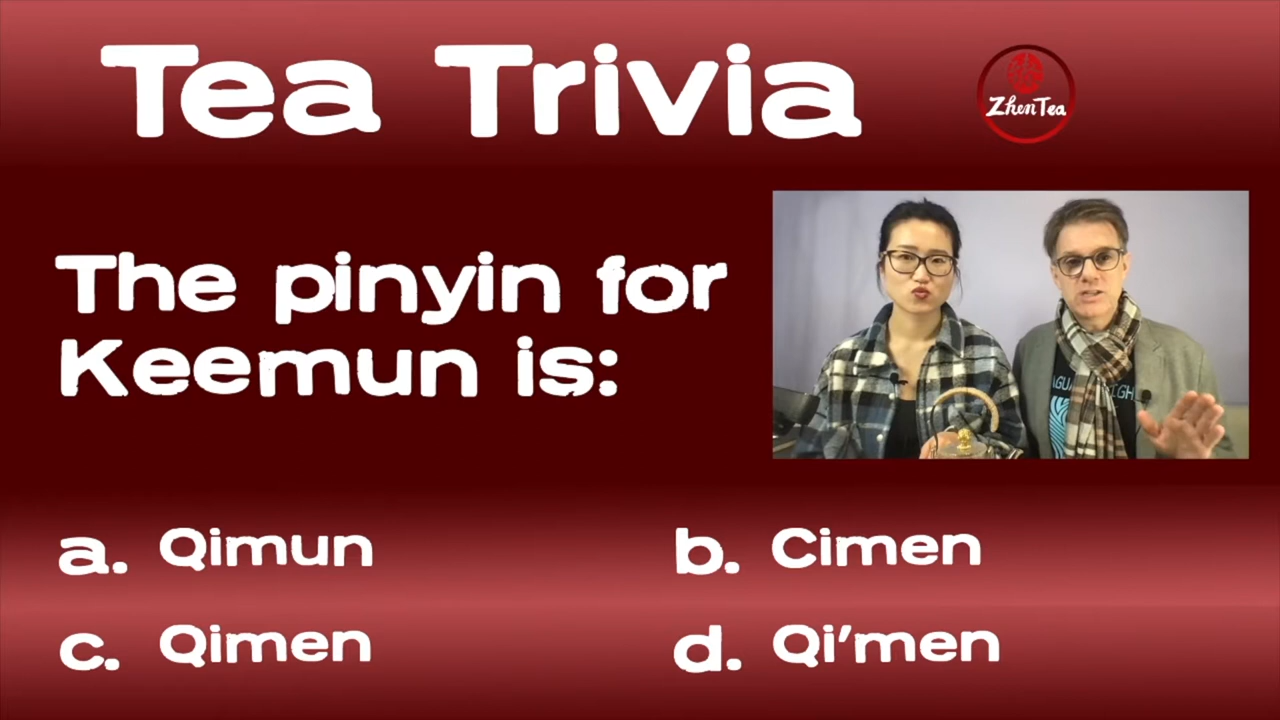 Tea Trivia
ZhenTea
The pinyin for
Keemun is:
a. Qimun
b. Cimen
c. Qimen
d. Qi'men